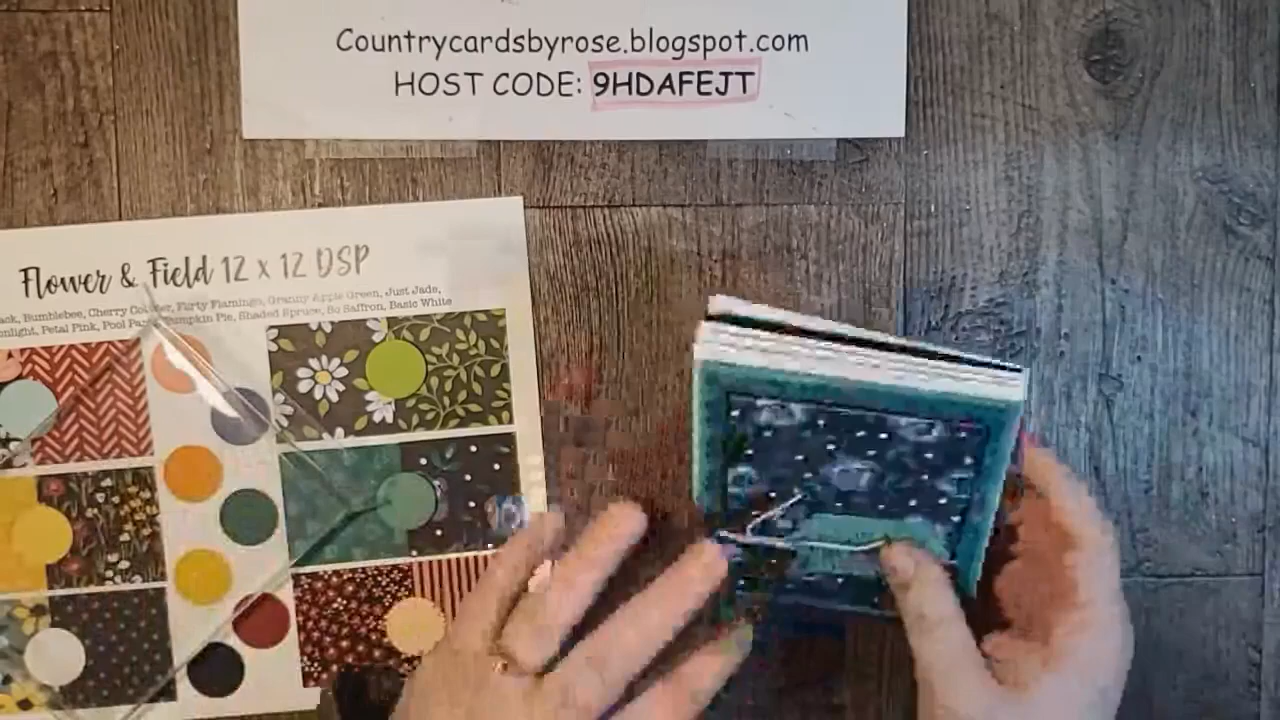 Countrycardsbyrose.blogspot.com
HOST CODE: 9HDAFEJT
Flower & Field 12 x 12 DSP
Bumblebee, Cherry Cobbler, Flirty Flamingo, Granny Apple Green, Just Jade,
Petal Pink, Pool Party, Pumpkin Pie, Shaded Spruce, So Saffron, Basic White